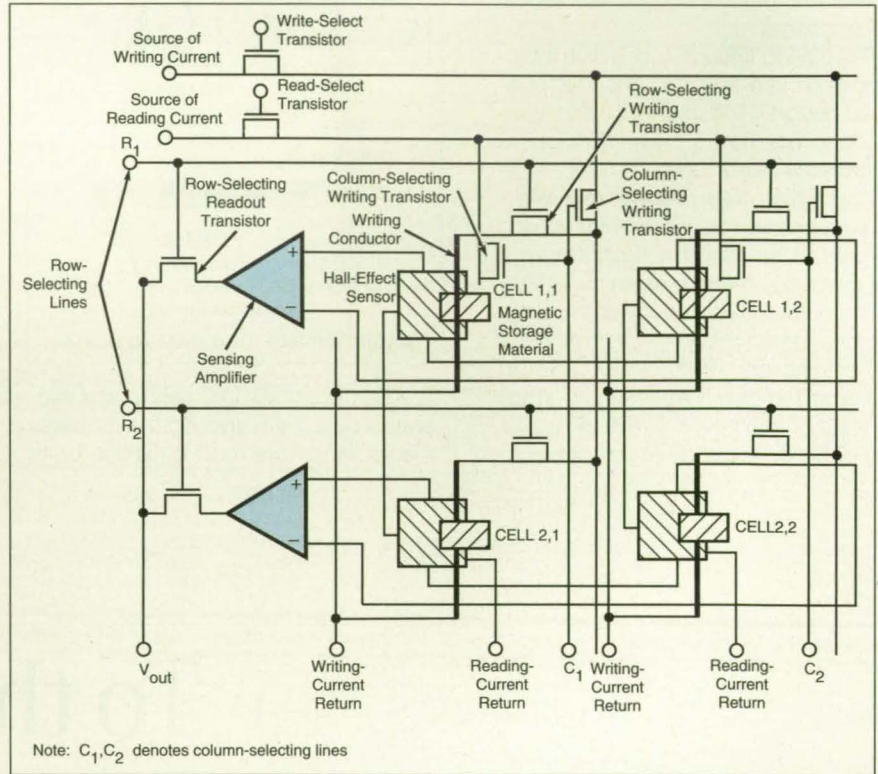 Write-Select
Transistor
Source of
Writing Current
Read-Select
Transistor
Source of
Reading Current
Row-Selecting
Writing
Transistor
R1
Row-Selecting
Readout
Transistor
Column-Selecting
Writing Transistor
Column-
Selecting
Writing
Transistor
Writing
Conductor
Row-
Selecting
Lines
+
Hall-Effect
Sensor
CELL 1,1
CELL 1,2
−
Magnetic
Storage
Material
Sensing
Amplifier
R2
+
−
CELL 2,1
CELL2,2
Vout
Writing-
Current
Return
Reading-
Current
Return
C1
Writing-
Current
Return
Reading-
Current
Return
C2
Note: C1,C2 denotes column-selecting lines